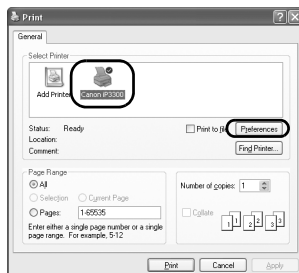 Print
General
Select Printer
Add Printer
Canon iP3300
Status: Ready
Print to file
Preferences
Location:
Comment:
Find Printer...
Page Range
All
Selection
Current Page
Pages: 1-65535
Enter either a single page number or a single
page range. For example, 5-12
Number of copies: 1
Collate
1 1 2 2 3 3
Print
Cancel
Apply